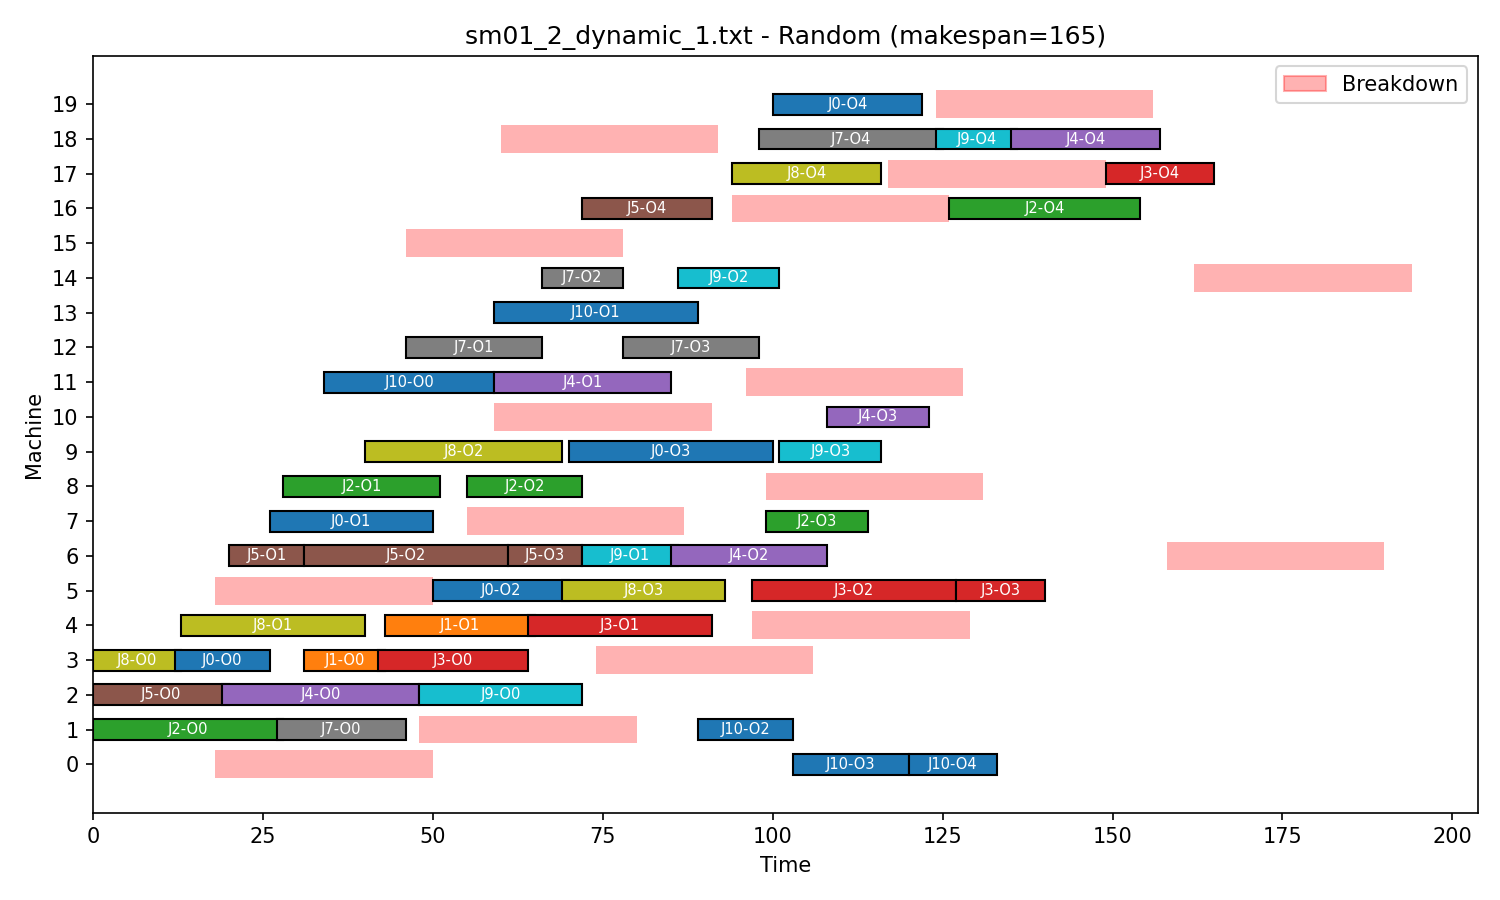 sm01_2_dynamic_1.txt - Random (makespan=165)
Breakdown
Machine
19 J0-O4
18 J7-O4 J9-O4 J4-O4
17 J8-O4 J3-O4
16 J5-O4 J2-O4
15
14 J7-O2 J9-O2
13 J10-O1
12 J7-O1 J7-O3
11 J10-O0 J4-O1
10 J4-O3
9 J8-O2 J0-O3 J9-O3
8 J2-O1 J2-O2
7 J0-O1 J2-O3
6 J5-O1 J5-O2 J5-O3 J9-O1 J4-O2
5 J0-O2 J8-O3 J3-O2 J3-O3
4 J8-O1 J1-O1 J3-O1
3 J8-O0 J0-O0 J1-O0 J3-O0
2 J5-O0 J4-O0 J9-O0
1 J2-O0 J7-O0 J10-O2
0 J10-O3 J10-O4
0 25 50 75 100 125 150 175 200
Time